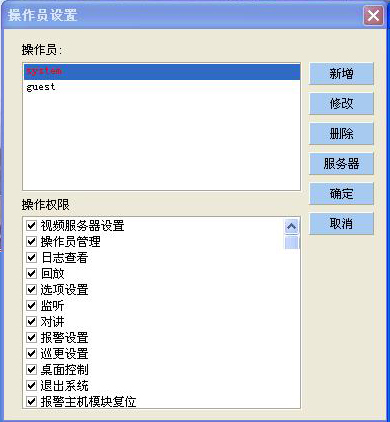 操作员设置
操作员:
system
guest
新增
修改
删除
服务器
确定
取消
操作权限
视频服务器设置
操作员管理
日志查看
回放
选项设置
监听
对讲
报警设置
巡更设置
桌面控制
退出系统
报警主机模块复位